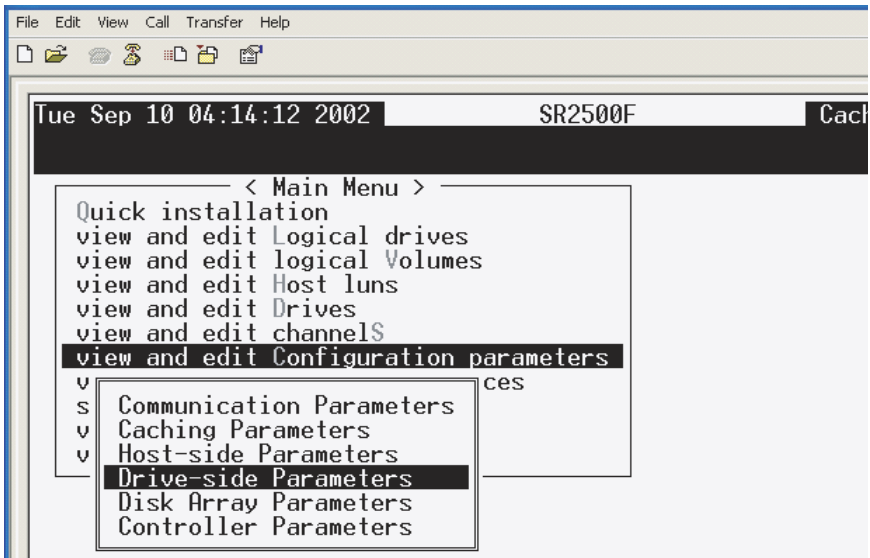 File Edit View Call Transfer Help
Tue Sep 10 04:14:12 2002 SR2500F Cach
< Main Menu >
Quick installation
view and edit Logical drives
view and edit logical Volumes
view and edit Host luns
view and edit Drives
view and edit channelS
view and edit Configuration parameters
v ces
s Communication Parameters
v Caching Parameters
v Host-side Parameters
Drive-side Parameters
Disk Array Parameters
Controller Parameters